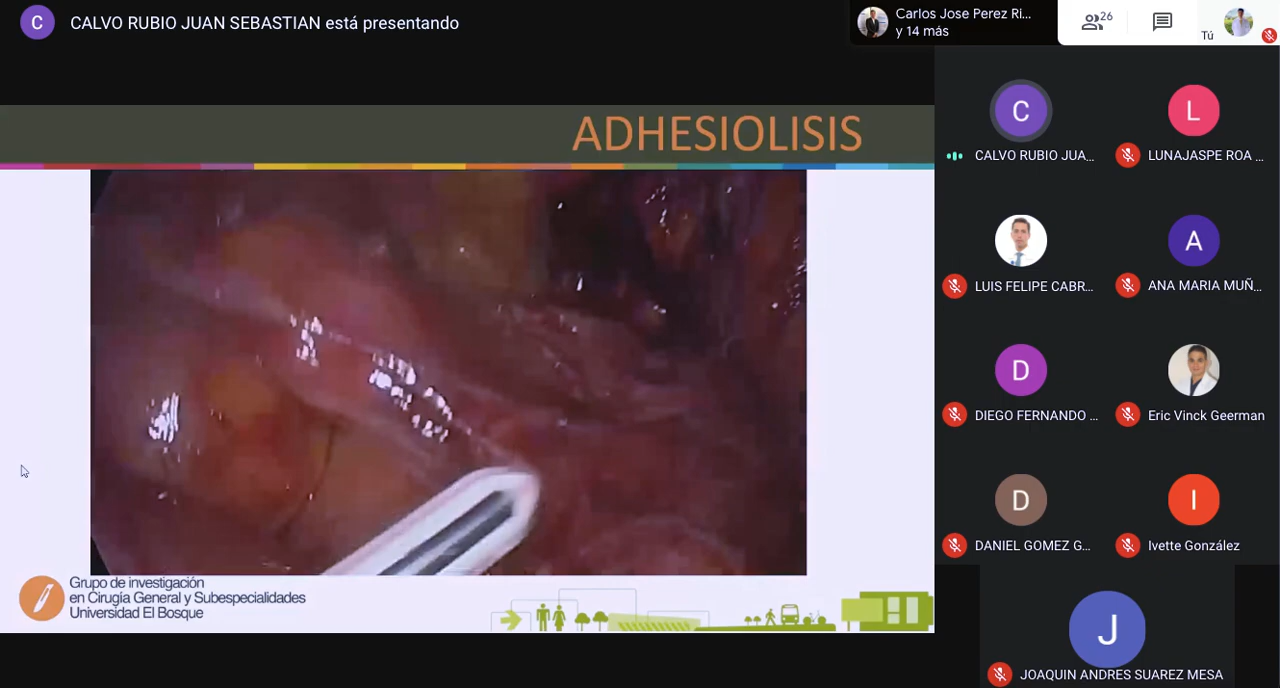 C
CALVO RUBIO JUAN SEBASTIAN está presentando
Carlos Jose Perez Ri...
y 14 más
26
Tú
ADHESIOLISIS
C
CALVO RUBIO JUA...
L
LUNAJASPE ROA ...
LUIS FELIPE CABR...
A
ANA MARIA MUÑ...
D
DIEGO FERNANDO ...
Eric Vinck Geerman
D
DANIEL GOMEZ G...
I
Ivette González
J
JOAQUIN ANDRES SUAREZ MESA
Grupo de investigación
en Cirugía General y Subespecialidades
Universidad El Bosque